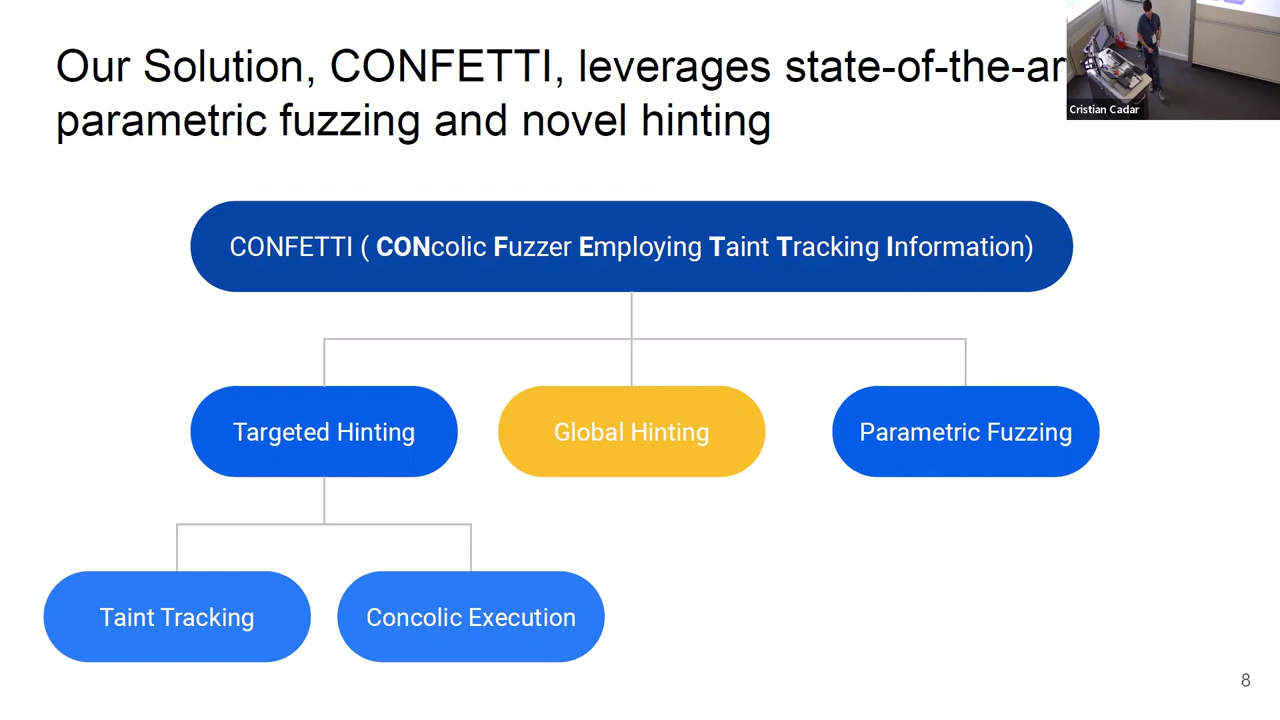 Our Solution, CONFETTI, leverages state-of-the-ar
parametric fuzzing and novel hinting
Cristian Cadar
CONFETTI ( CONcolic Fuzzer Employing Taint Tracking Information)
Targeted Hinting
Global Hinting
Parametric Fuzzing
Taint Tracking
Concolic Execution
8